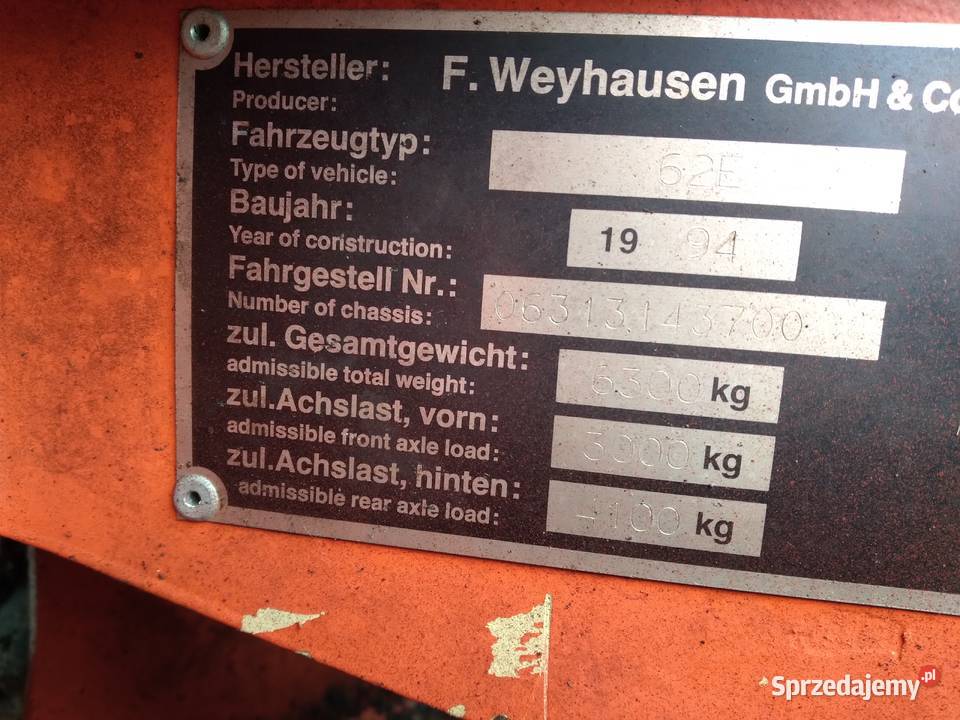 Hersteller: F. Weyhausen GmbH & Co
Producer:
Fahrzeugtyp: 62E
Type of vehicle:
Baujahr: 19 94
Year of construction:
Fahrgestell Nr.: 06313143700
Number of chassis:
zul. Gesamtgewicht: 6300 kg
admissible total weight:
zul.Achslast, vorn: kg
admissible front axle load:
zul.Achslast, hinten: kg
admissible rear axle load:
Sprzedajemy.pl